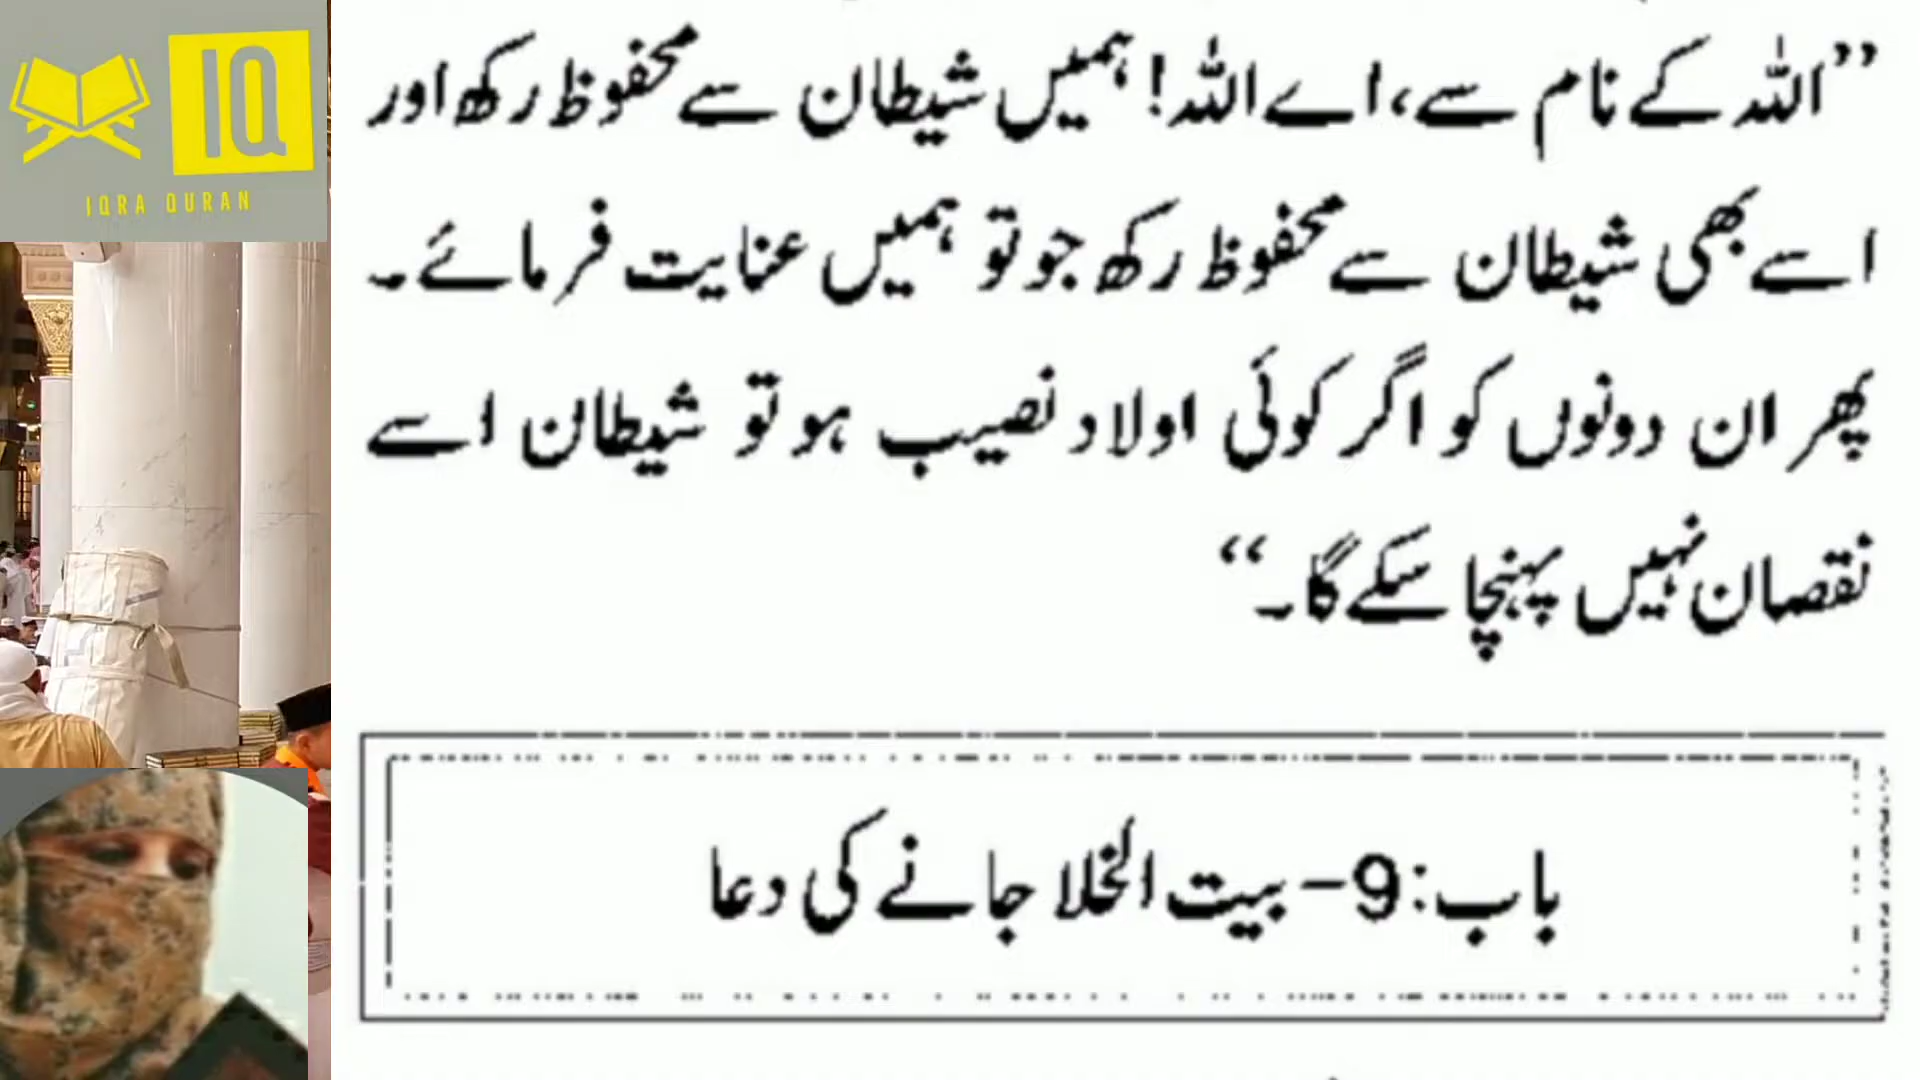 IQ
IQRA QURAN
’’اللہ کے نام سے، اے اللہ! ہمیں شیطان سے محفوظ رکھ اور
اسے بھی شیطان سے محفوظ رکھ جو تو ہمیں عنایت فرمائے۔
پھر ان دونوں کو اگر کوئی اولاد نصیب ہو تو شیطان اسے
نقصان نہیں پہنچا سکے گا۔‘‘
باب: 9- بیت الخلا جانے کی دعا